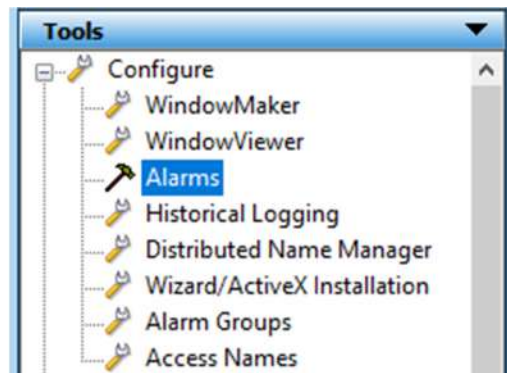 Tools
Configure
WindowMaker
WindowViewer
Alarms
Historical Logging
Distributed Name Manager
Wizard/ActiveX Installation
Alarm Groups
Access Names